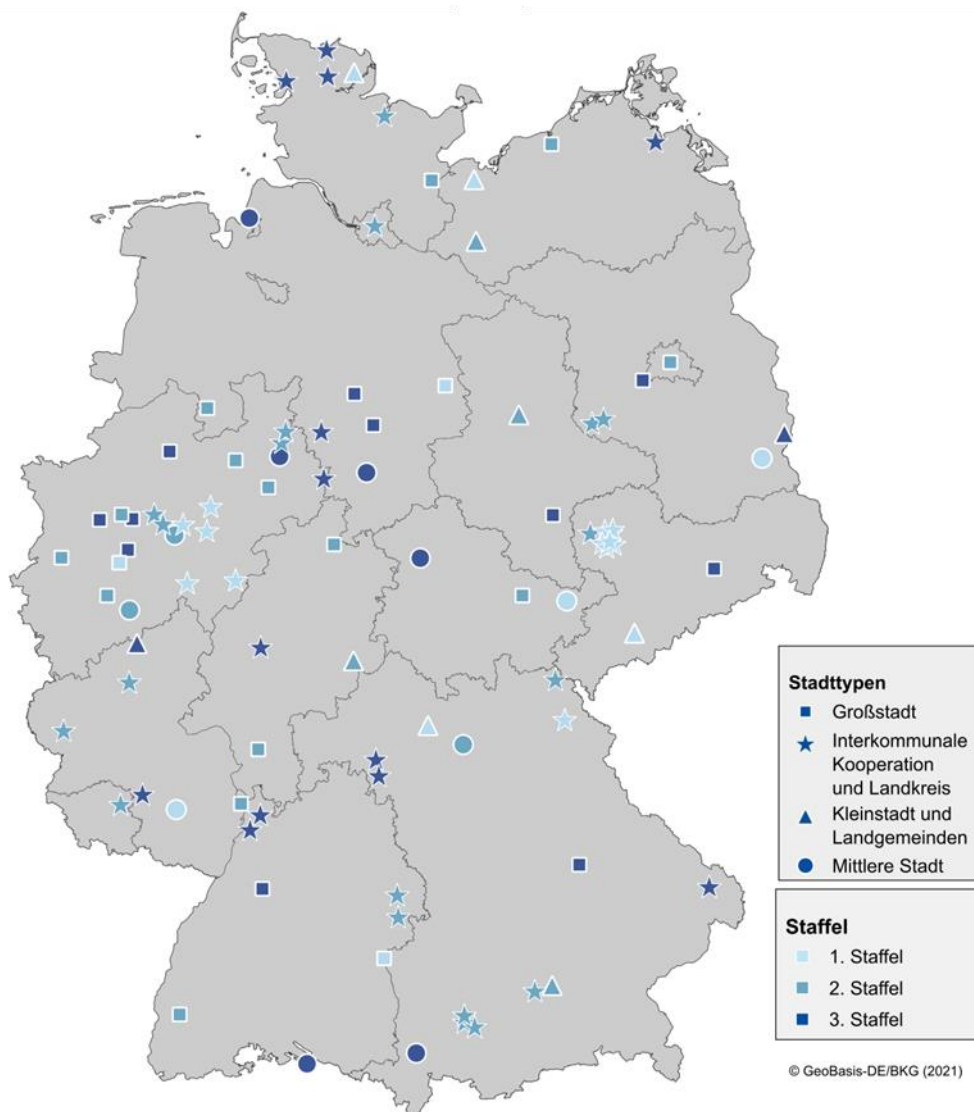 Stadttypen
Großstadt
Interkommunale
Kooperation
und Landkreis
Kleinstadt und
Landgemeinden
Mittlere Stadt
Staffel
1. Staffel
2. Staffel
3. Staffel
© GeoBasis-DE/BKG (2021)